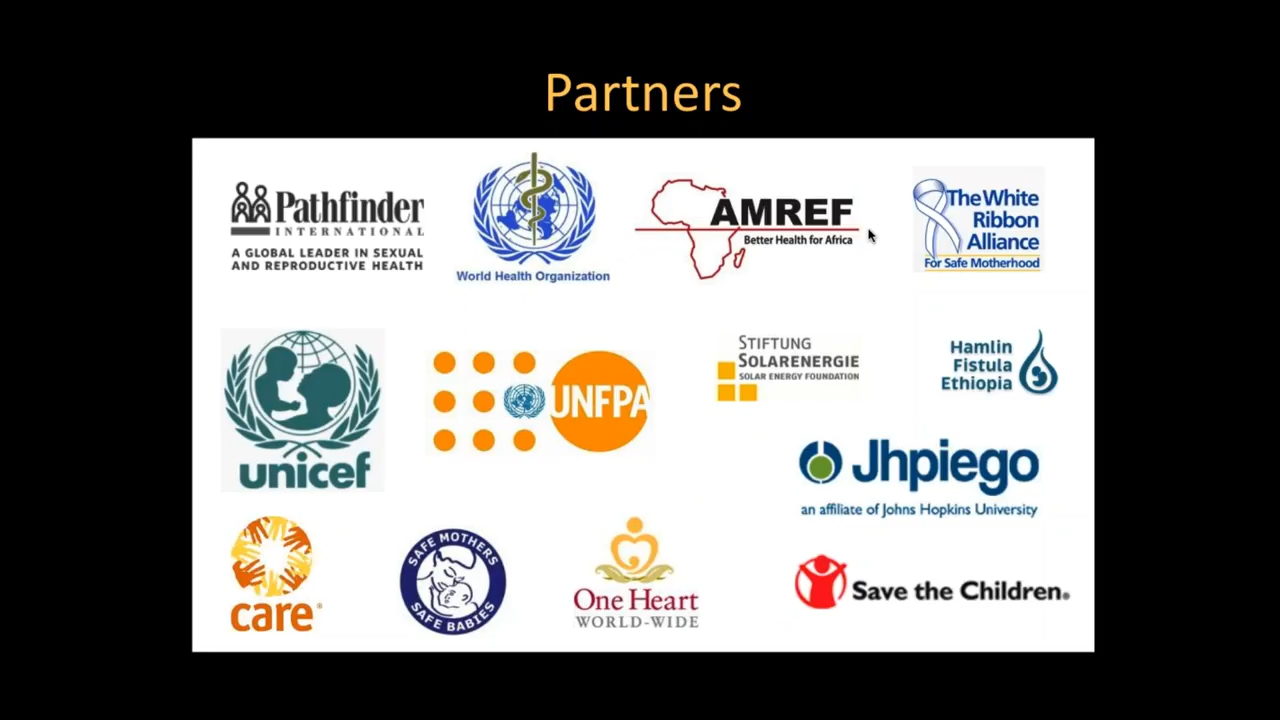 Partners
Pathfinder
INTERNATIONAL
A GLOBAL LEADER IN SEXUAL
AND REPRODUCTIVE HEALTH
World Health Organization
AMREF
Better Health for Africa
The White
Ribbon
Alliance
For Safe Motherhood
unicef
UNFPA
STIFTUNG
SOLARENERGIE
SOLAR ENERGY FOUNDATION
Hamlin
Fistula
Ethiopia
Jhpiego
an affiliate of Johns Hopkins University
care®
SAFE MOTHERS
SAFE BABIES
One Heart
WORLD-WIDE
Save the Children®